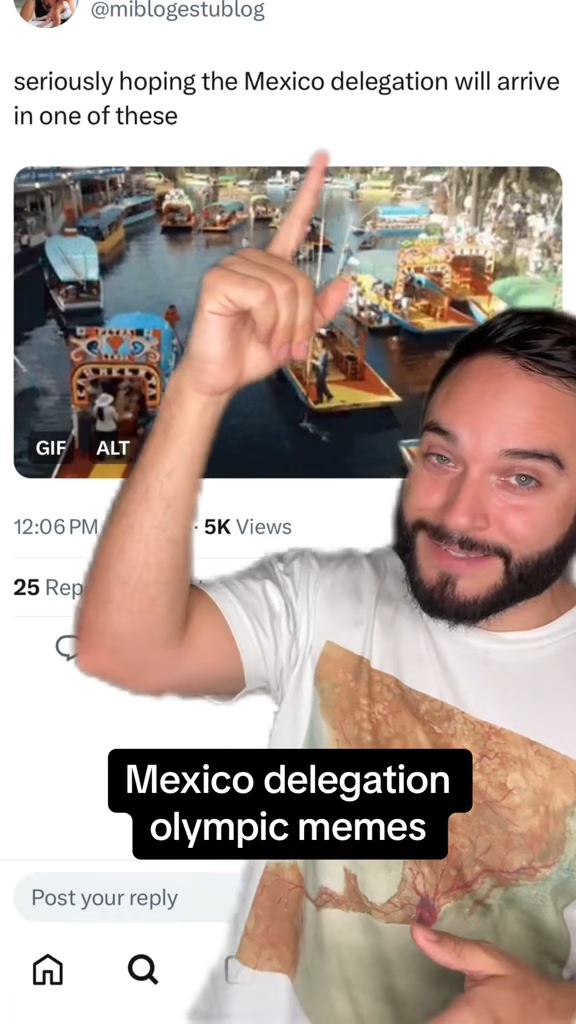 @miblogestublog
seriously hoping the Mexico delegation will arrive
in one of these
GIF ALT
12:06 PM · 5K Views
25
Mexico delegation
olympic memes
Post your reply